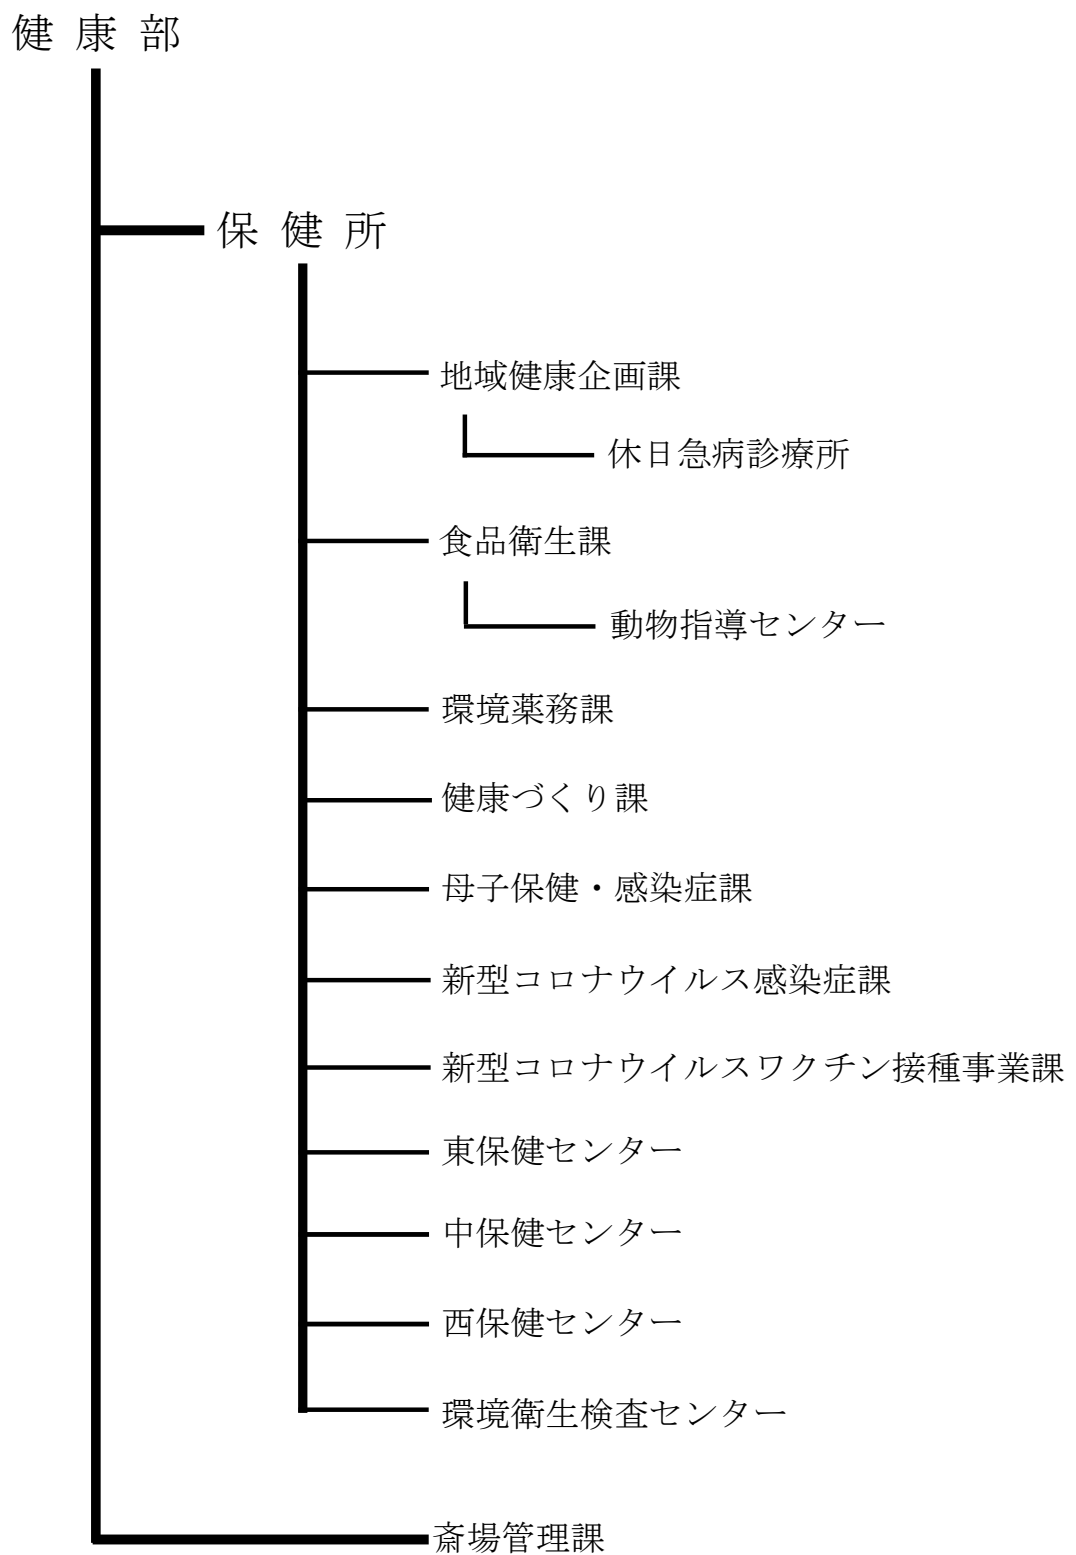 健康部
保健所
地域健康企画課
休日急病診療所
食品衛生課
動物指導センター
環境薬務課
健康づくり課
母子保健・感染症課
新型コロナウイルス感染症課
新型コロナウイルスワクチン接種事業課
東保健センター
中保健センター
西保健センター
環境衛生検査センター
斎場管理課